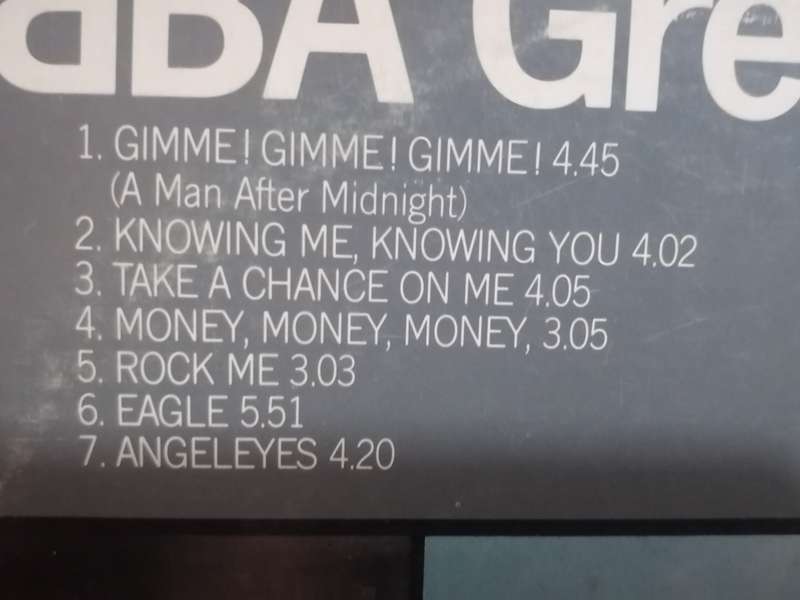 ABBA Gre
1. GIMME! GIMME! GIMME! 4.45
(A Man After Midnight)
2. KNOWING ME, KNOWING YOU 4.02
3. TAKE A CHANCE ON ME 4.05
4. MONEY, MONEY, MONEY, 3.05
5. ROCK ME 3.03
6. EAGLE 5.51
7. ANGELEYES 4.20